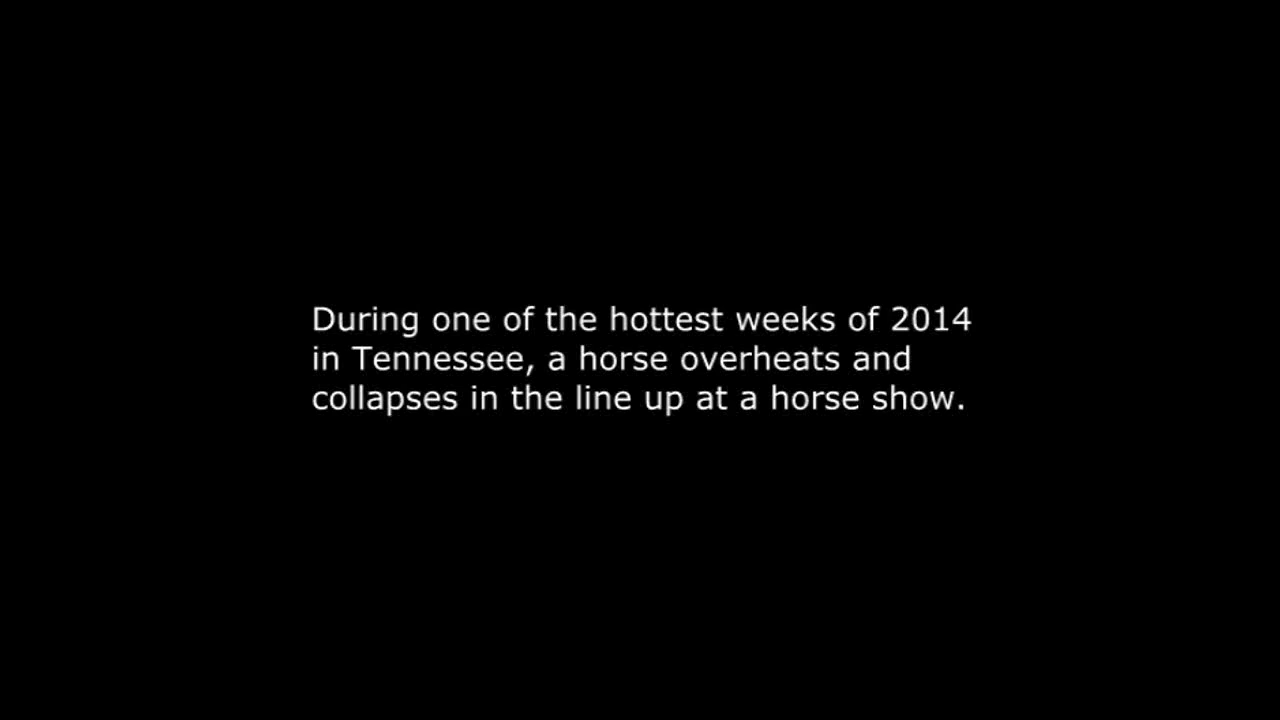 During one of the hottest weeks of 2014
in Tennessee, a horse overheats and
collapses in the line up at a horse show.